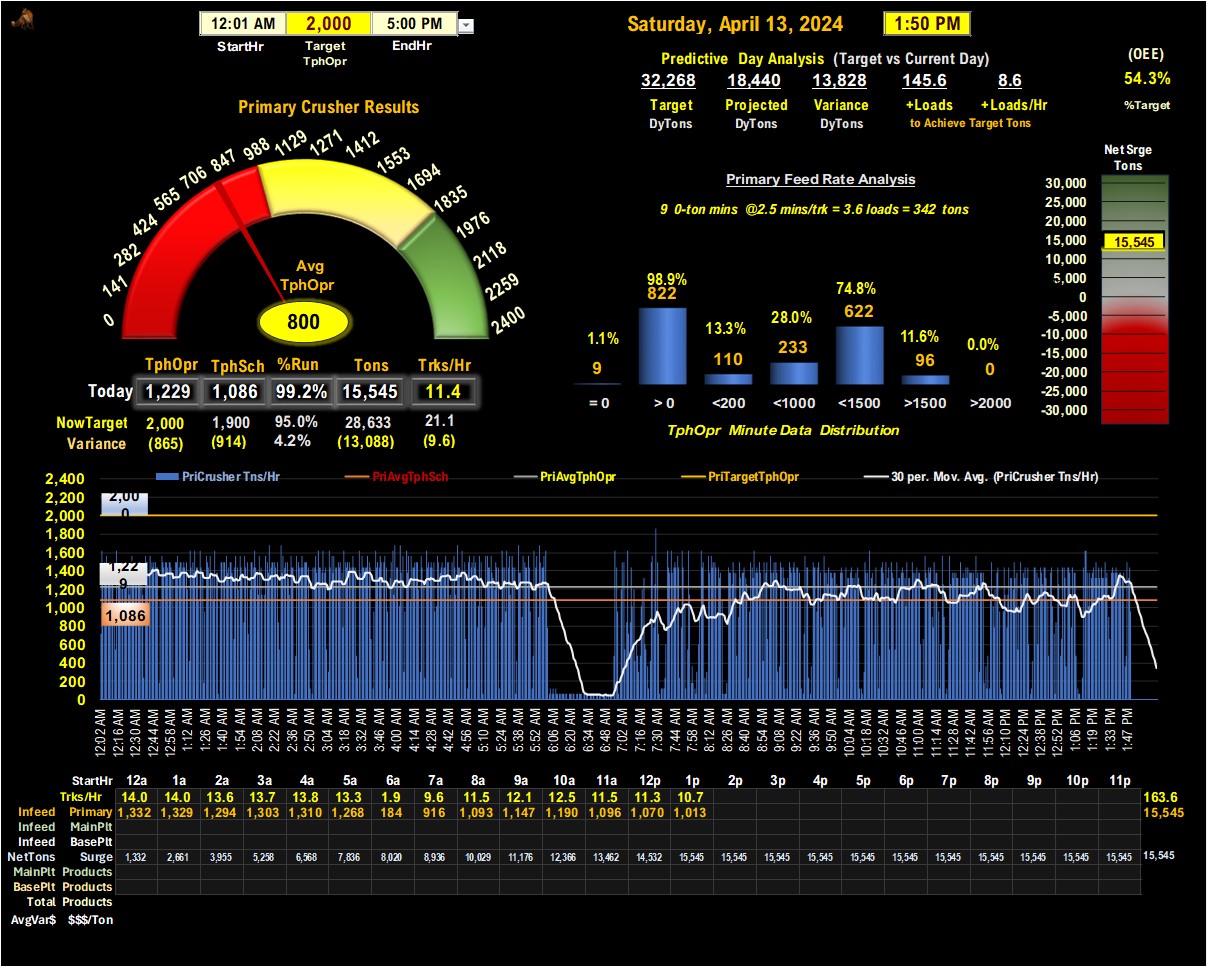 12:01 AM 2,000 5:00 PM
StartHr Target TphOpr EndHr
Saturday, April 13, 2024 1:50 PM
Predictive Day Analysis (Target vs Current Day)
32,268 18,440 13,828 145.6 8.6
Target Projected Variance +Loads +Loads/Hr
DyTons DyTons DyTons to Achieve Target Tons
(OEE)
54.3%
%Target
Primary Crusher Results
0 141 282 424 565 706 847 988 1129 1271 1412 1553 1694 1835 1976 2118 2259 2400
Avg
TphOpr
800
TphOpr TphSch %Run Tons Trks/Hr
Today 1,229 1,086 99.2% 15,545 11.4
NowTarget 2,000 1,900 95.0% 28,633 21.1
Variance (865) (914) 4.2% (13,088) (9.6)
Primary Feed Rate Analysis
9 0-ton mins @2.5 mins/trk = 3.6 loads = 342 tons
1.1% 98.9% 13.3% 28.0% 74.8% 11.6% 0.0%
9 822 110 233 622 96 0
= 0 > 0 <200 <1000 <1500 >1500 >2000
TphOpr Minute Data Distribution
Net Srge
Tons
30,000
25,000
20,000
15,000
10,000
5,000
0
-5,000
-10,000
-15,000
-20,000
-25,000
-30,000
15,545
PriCrusher Tns/Hr PriAvgTphSch PriAvgTphOpr PriTargetTphOpr 30 per. Mov. Avg. (PriCrusher Tns/Hr)
2,400
2,200
2,000
1,800
1,600
1,400
1,200
1,000
800
600
400
200
0
2,00
0
1,22
9
1,086
12:02 AM 12:16 AM 12:30 AM 12:44 AM 12:58 AM 1:12 AM 1:26 AM 1:40 AM 1:54 AM 2:08 AM 2:22 AM 2:36 AM 2:50 AM 3:04 AM 3:18 AM 3:32 AM 3:46 AM 4:00 AM 4:14 AM 4:28 AM 4:42 AM 4:56 AM 5:10 AM 5:24 AM 5:38 AM 5:52 AM 6:06 AM 6:20 AM 6:34 AM 6:48 AM 7:02 AM 7:16 AM 7:30 AM 7:44 AM 7:58 AM 8:12 AM 8:26 AM 8:40 AM 8:54 AM 9:08 AM 9:22 AM 9:36 AM 9:50 AM 10:04 AM 10:18 AM 10:32 AM 10:46 AM 11:00 AM 11:14 AM 11:28 AM 11:42 AM 11:56 AM 12:10 PM 12:24 PM 12:38 PM 12:52 PM 1:06 PM 1:19 PM 1:33 PM 1:47 PM
StartHr 12a 1a 2a 3a 4a 5a 6a 7a 8a 9a 10a 11a 12p 1p 2p 3p 4p 5p 6p 7p 8p 9p 10p 11p
Trks/Hr 14.0 14.0 13.6 13.7 13.8 13.3 1.9 9.6 11.5 12.1 12.5 11.5 11.3 10.7 163.6
Infeed Primary 1,332 1,329 1,294 1,303 1,310 1,268 184 916 1,093 1,147 1,190 1,096 1,070 1,013 15,545
Infeed MainPlt
Infeed BasePlt
NetTons Surge 1,332 2,661 3,955 5,258 6,568 7,836 8,020 8,936 10,029 11,176 12,366 13,462 14,532 15,545 15,545 15,545 15,545 15,545 15,545 15,545 15,545 15,545 15,545 15,545 15,545
MainPlt Products
BasePlt Products
Total Products
AvgVar$ $$$/Ton